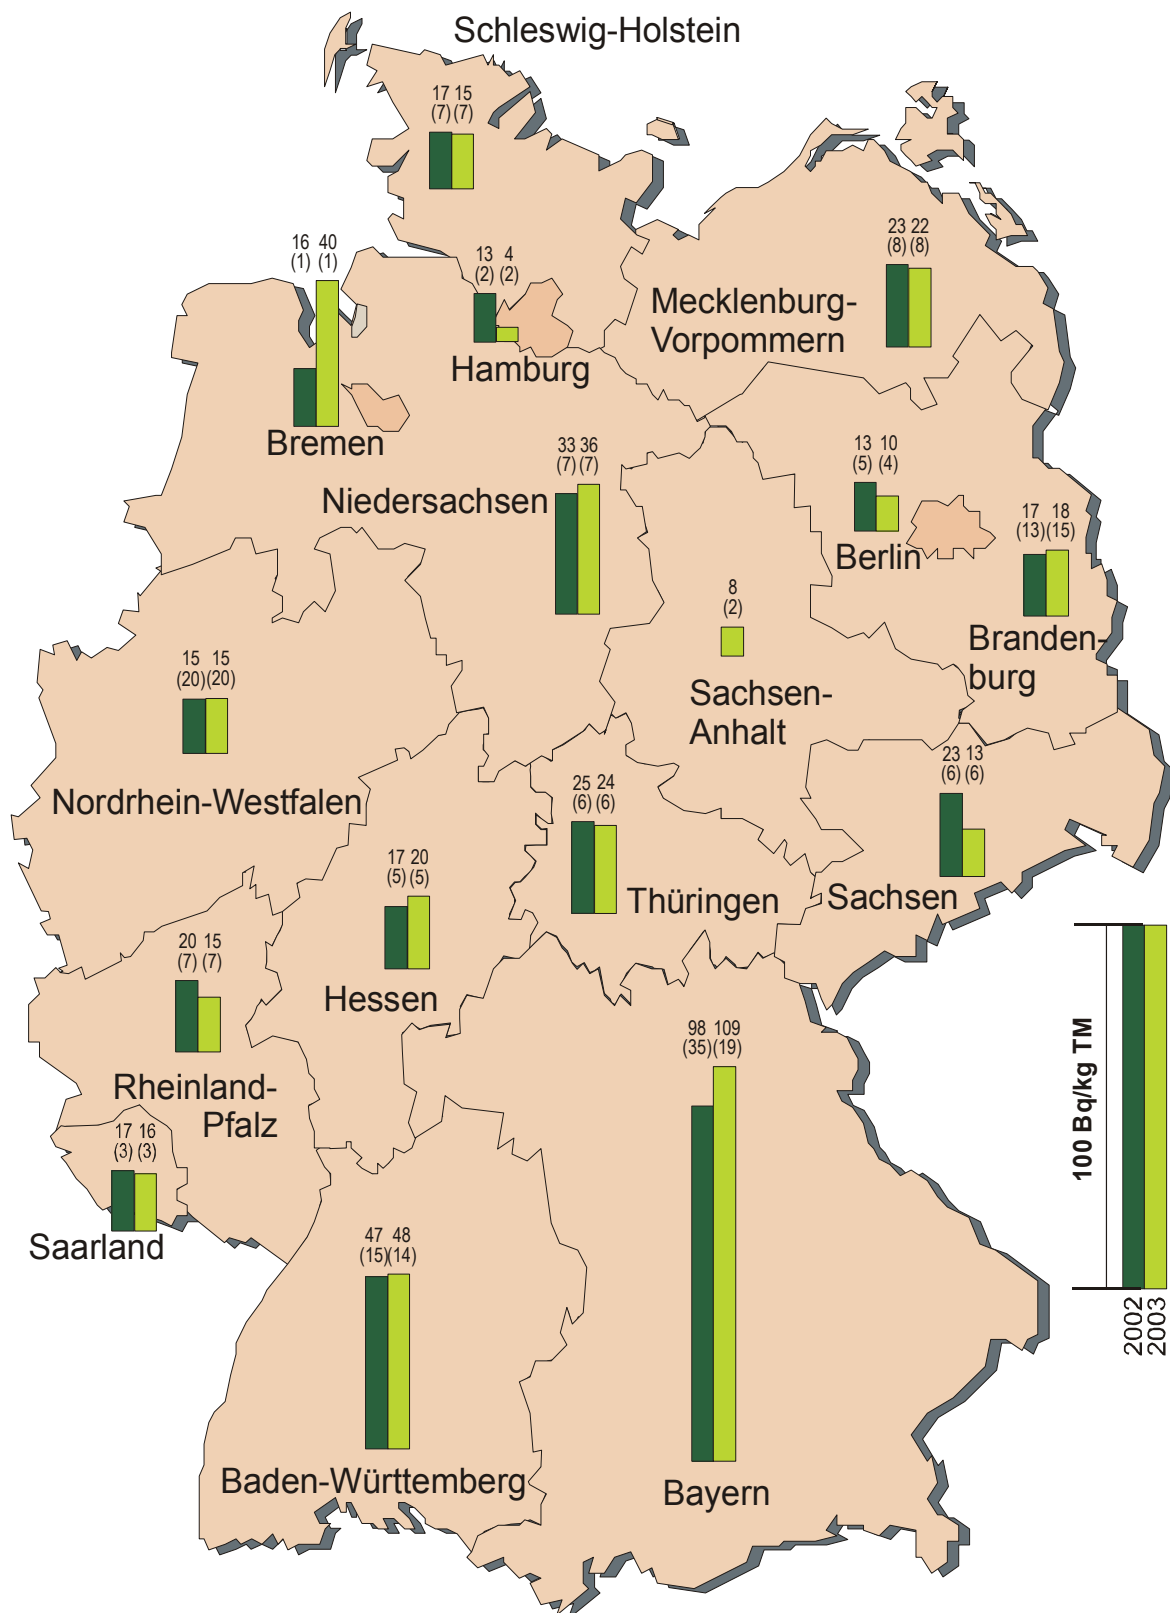 Schleswig-Holstein
17 15
(7) (7)
16 40
(1) (1)
Bremen
13 4
(2) (2)
Hamburg
23 22
(8) (8)
Mecklenburg-
Vorpommern
33 36
(7) (7)
Niedersachsen
13 10
(5) (4)
Berlin
17 18
(13) (15)
Branden-
burg
8
(2)
Sachsen-
Anhalt
15 15
(20) (20)
Nordrhein-Westfalen
23 13
(6) (6)
Sachsen
25 24
(6) (6)
Thüringen
17 20
(5) (5)
Hessen
20 15
(7) (7)
Rheinland-
Pfalz
17 16
(3) (3)
Saarland
47 48
(15) (14)
Baden-Württemberg
98 109
(35) (19)
Bayern
100 Bq/kg TM
2002
2003